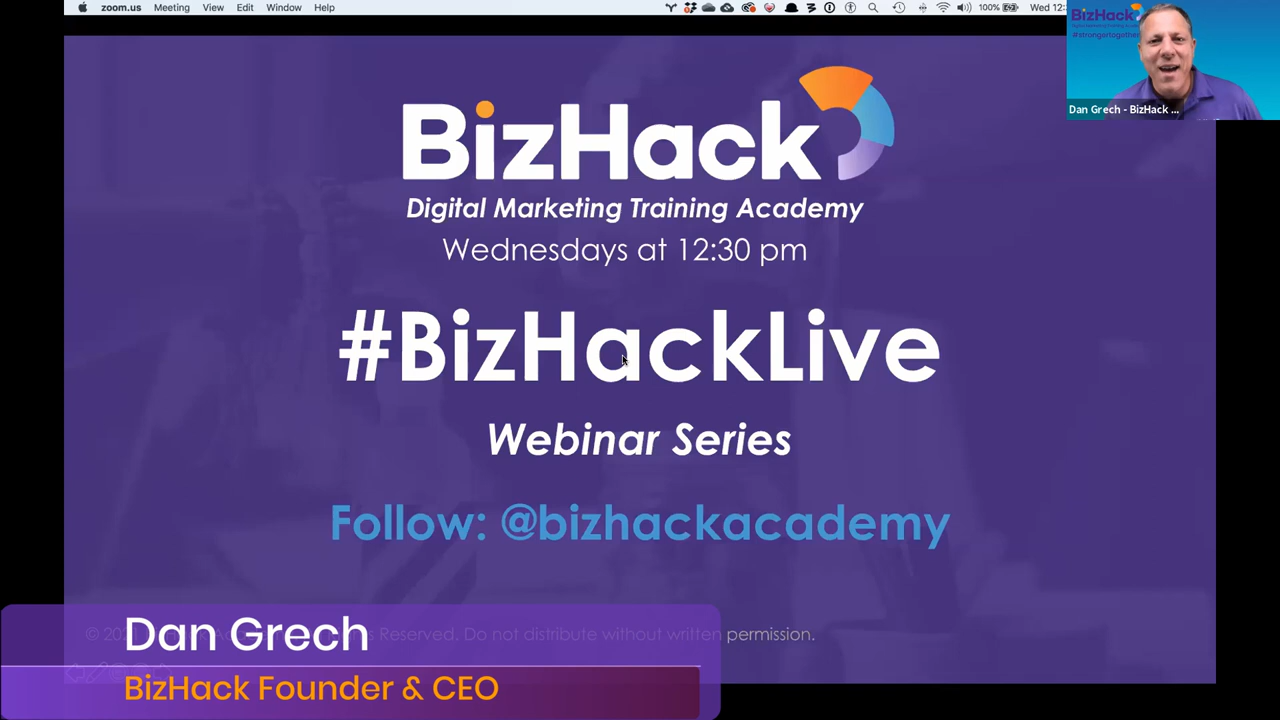 zoom.us Meeting View Edit Window Help
100%
Wed 12:
BizHack
#strongertogether
Dan Grech - BizHack ...
BizHack
Digital Marketing Training Academy
Wednesdays at 12:30 pm
#BizHackLive
Webinar Series
Follow: @bizhackacademy
Reserved. Do not distribute without written permission.
Dan Grech
BizHack Founder & CEO